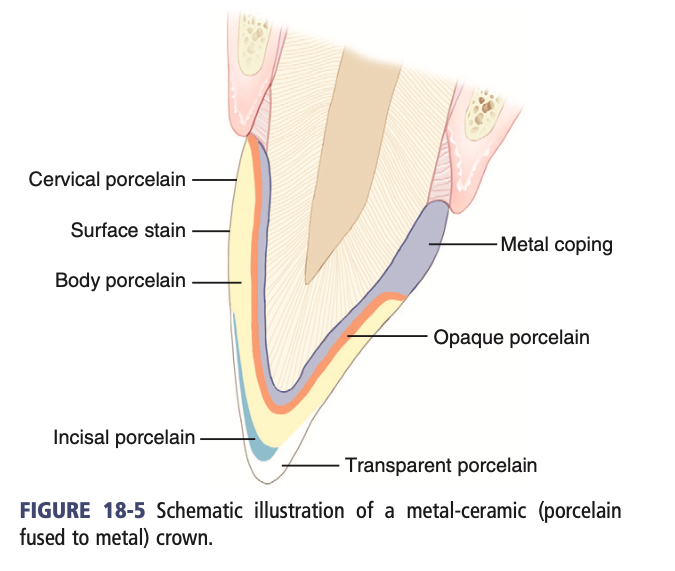 Cervical porcelain
Surface stain
Body porcelain
Metal coping
Opaque porcelain
Incisal porcelain
Transparent porcelain
FIGURE 18-5 Schematic illustration of a metal-ceramic (porcelain
fused to metal) crown.